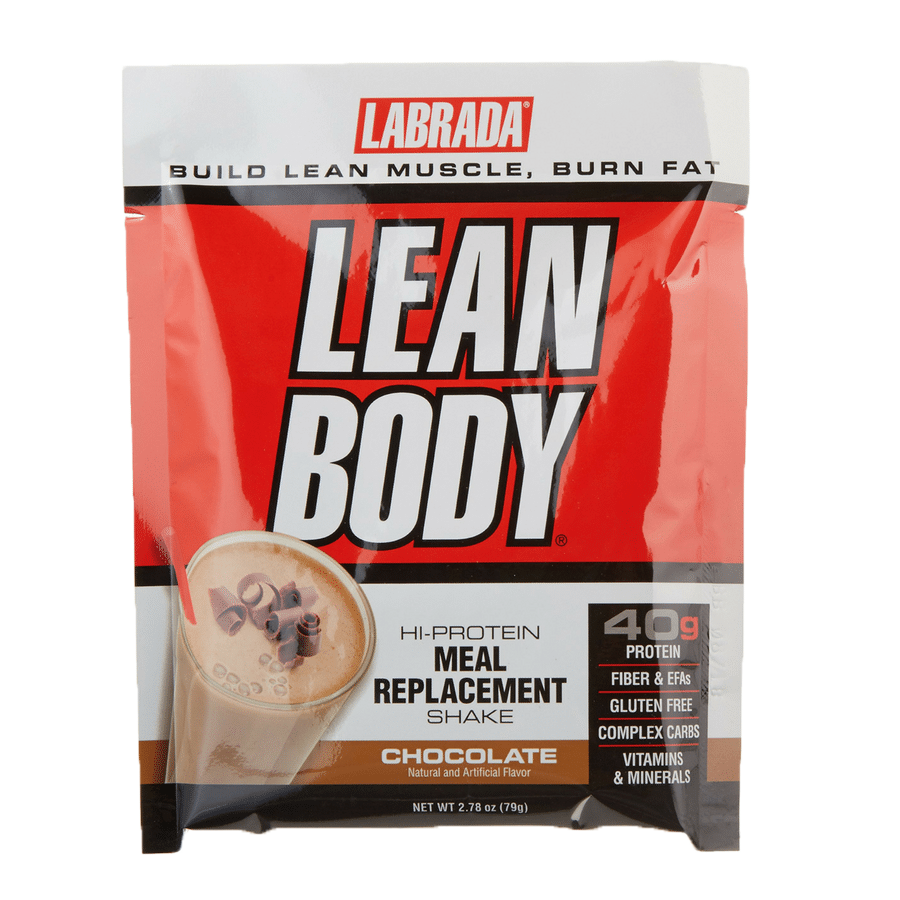 LABRADA®
BUILD LEAN MUSCLE, BURN FAT
LEAN
BODY®
HI-PROTEIN
MEAL
REPLACEMENT
SHAKE
CHOCOLATE
Natural and Artificial Flavor
NET WT 2.78 oz (79g)
40g
PROTEIN
FIBER & EFAs
GLUTEN FREE
COMPLEX CARBS
VITAMINS
& MINERALS